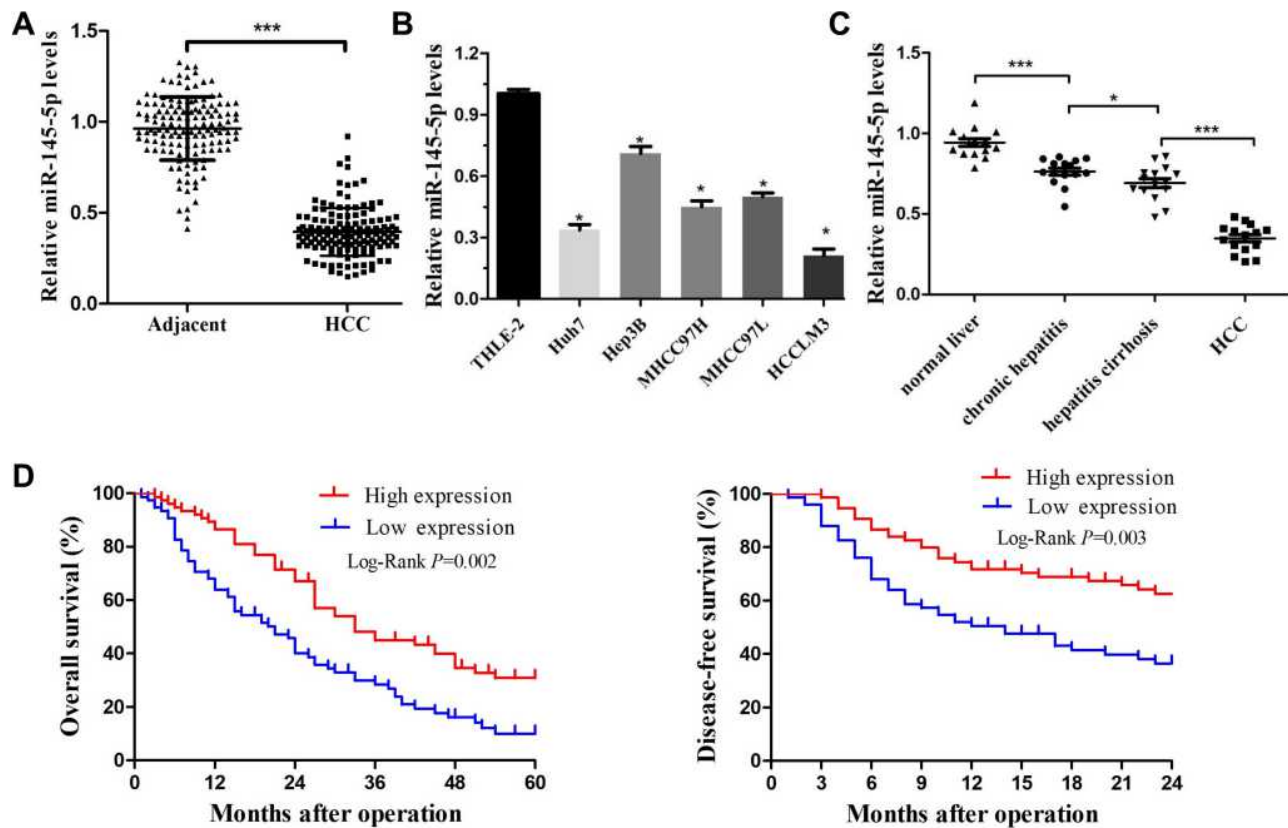 A
Relative miR-145-5p levels
1.5
1.0
0.5
0.0
***
Adjacent
HCC
B
Relative miR-145-5p levels
1.2
0.9
0.6
0.3
0.0
*
*
*
*
*
THLE-2
Huh7
Hep3B
MHCC97H
MHCC97L
HCCLM3
C
Relative miR-145-5p levels
1.5
1.0
0.5
0.0
***
*
***
normal liver
chronic hepatitis
hepatitis cirrhosis
HCC
D
Overall survival (%)
100
80
60
40
20
0
High expression
Low expression
Log-Rank P=0.002
0 12 24 36 48 60
Months after operation
Disease-free survival (%)
100
80
60
40
20
0
High expression
Low expression
Log-Rank P=0.003
0 3 6 9 12 15 18 21 24
Months after operation